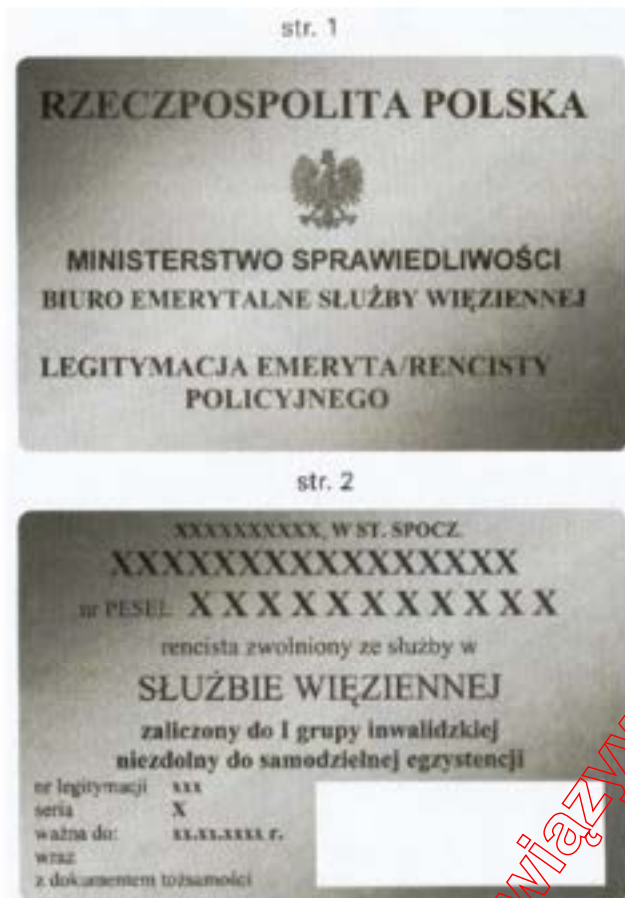 str. 1
RZECZPOSPOLITA POLSKA
MINISTERSTWO SPRAWIEDLIWOŚCI
BIURO EMERYTALNE SŁUŻBY WIĘZIENNEJ
LEGITYMACJA EMERYTA/RENCISTY
POLICYJNEGO
str. 2
XXXXXXXXXX, W ST. SPOCZ.
XXXXXXXXXXXXXXXX
nr PESEL XXXXXXXXXXX
rencista zwolniony ze służby w
SŁUŻBIE WIĘZIENNEJ
zaliczony do I grupy inwalidzkiej
niezdolny do samodzielnej egzystencji
nr legitymacji xxx
seria X
ważna do: xx.xx.xxxx r.
wraz
z dokumentem tożsamości